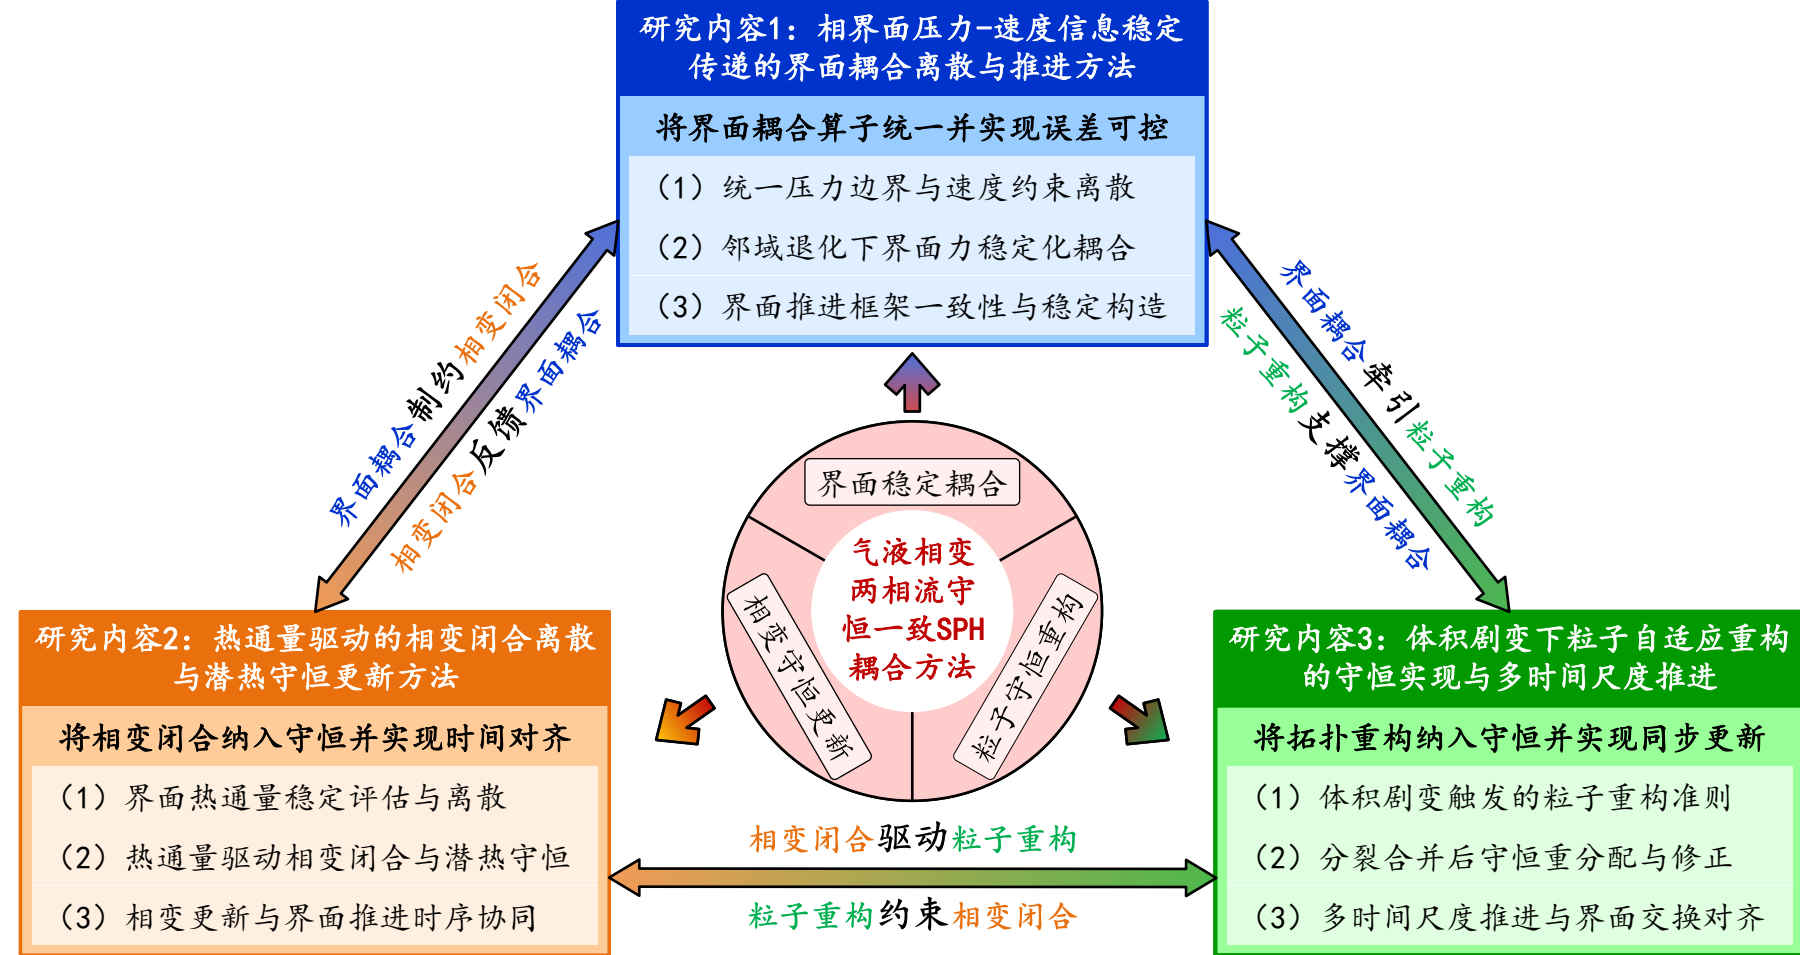 研究内容1：相界面压力-速度信息稳定
传递的界面耦合离散与推进方法
将界面耦合算子统一并实现误差可控
（1）统一压力边界与速度约束离散
（2）邻域退化下界面力稳定化耦合
（3）界面推进框架一致性与稳定构造
界面耦合制约相变闭合
相变闭合反馈界面耦合
界面耦合牵引粒子重构
粒子重构支撑界面耦合
界面稳定耦合
相变守恒更新
粒子守恒重构
气液相变
两相流守
恒一致SPH
耦合方法
研究内容2：热通量驱动的相变闭合离散
与潜热守恒更新方法
将相变闭合纳入守恒并实现时间对齐
（1）界面热通量稳定评估与离散
（2）热通量驱动相变闭合与潜热守恒
（3）相变更新与界面推进时序协同
相变闭合驱动粒子重构
粒子重构约束相变闭合
研究内容3：体积剧变下粒子自适应重构
的守恒实现与多时间尺度推进
将拓扑重构纳入守恒并实现同步更新
（1）体积剧变触发的粒子重构准则
（2）分裂合并后守恒重分配与修正
（3）多时间尺度推进与界面交换对齐